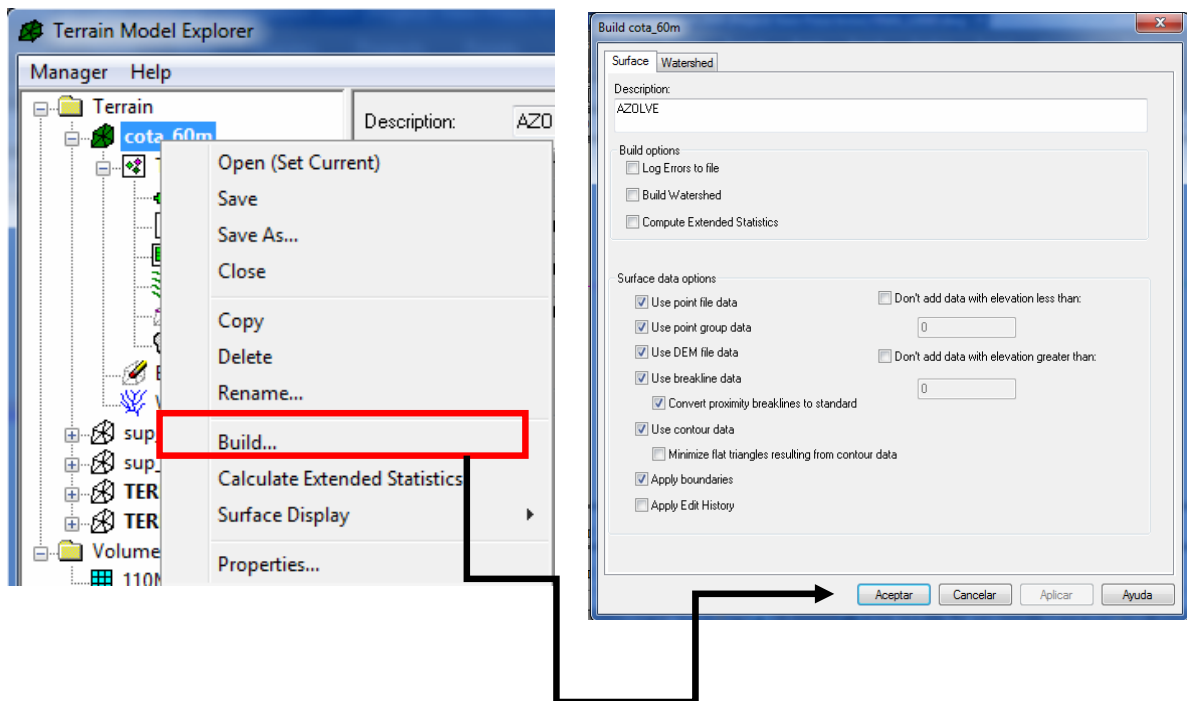 Terrain Model Explorer
Manager Help
Terrain
cota_60m
Description: AZO
Open (Set Current)
Save
Save As...
Close
Copy
Delete
Rename...
Build...
Calculate Extended Statistics
Surface Display
Properties...
sup_
sup_
TER
TER
Volume
110
Build cota_60m
Surface Watershed
Description:
AZOLVE
Build options
Log Errors to file
Build Watershed
Compute Extended Statistics
Surface data options
Use point file data
Use point group data
Use DEM file data
Use breakline data
Convert proximity breaklines to standard
Use contour data
Minimize flat triangles resulting from contour data
Apply boundaries
Apply Edit History
Don't add data with elevation less than:
0
Don't add data with elevation greater than:
0
Aceptar Cancelar Aplicar Ayuda